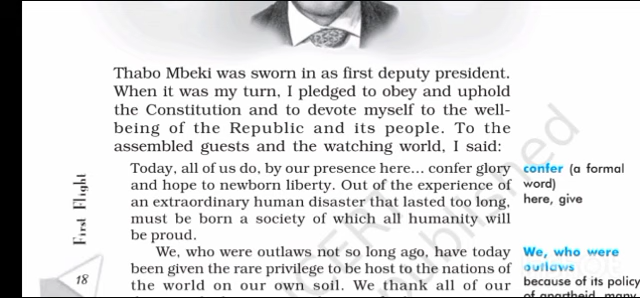 Thabo Mbeki was sworn in as first deputy president.
When it was my turn, I pledged to obey and uphold
the Constitution and to devote myself to the well-
being of the Republic and its people. To the
assembled guests and the watching world, I said:
Today, all of us do, by our presence here... confer glory
and hope to newborn liberty. Out of the experience of
an extraordinary human disaster that lasted too long,
must be born a society of which all humanity will
be proud.
We, who were outlaws not so long ago, have today
been given the rare privilege to be host to the nations of
the world on our own soil. We thank all of our
confer (a formal
word)
here, give
We, who were
outlaws
because of its policy
of apartheid, many
First Flight
18